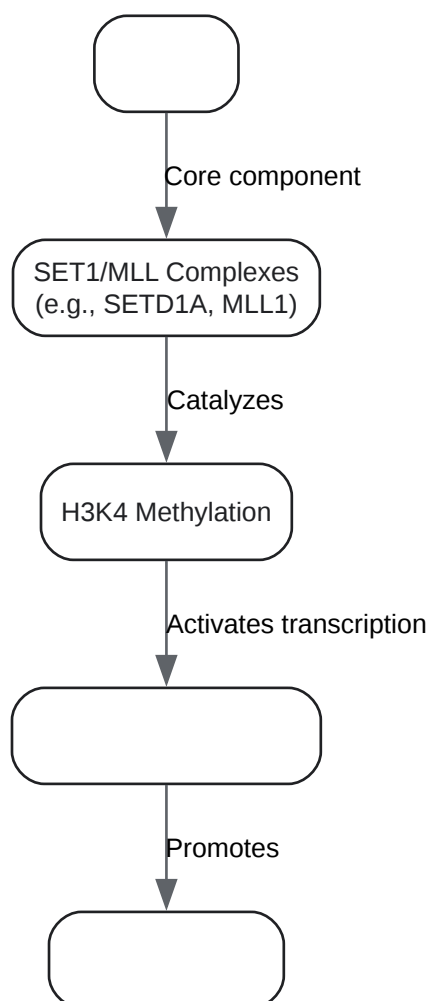 Core component
SET1/MLL Complexes
(e.g., SETD1A, MLL1)
Catalyzes
H3K4 Methylation
Activates transcription
Promotes